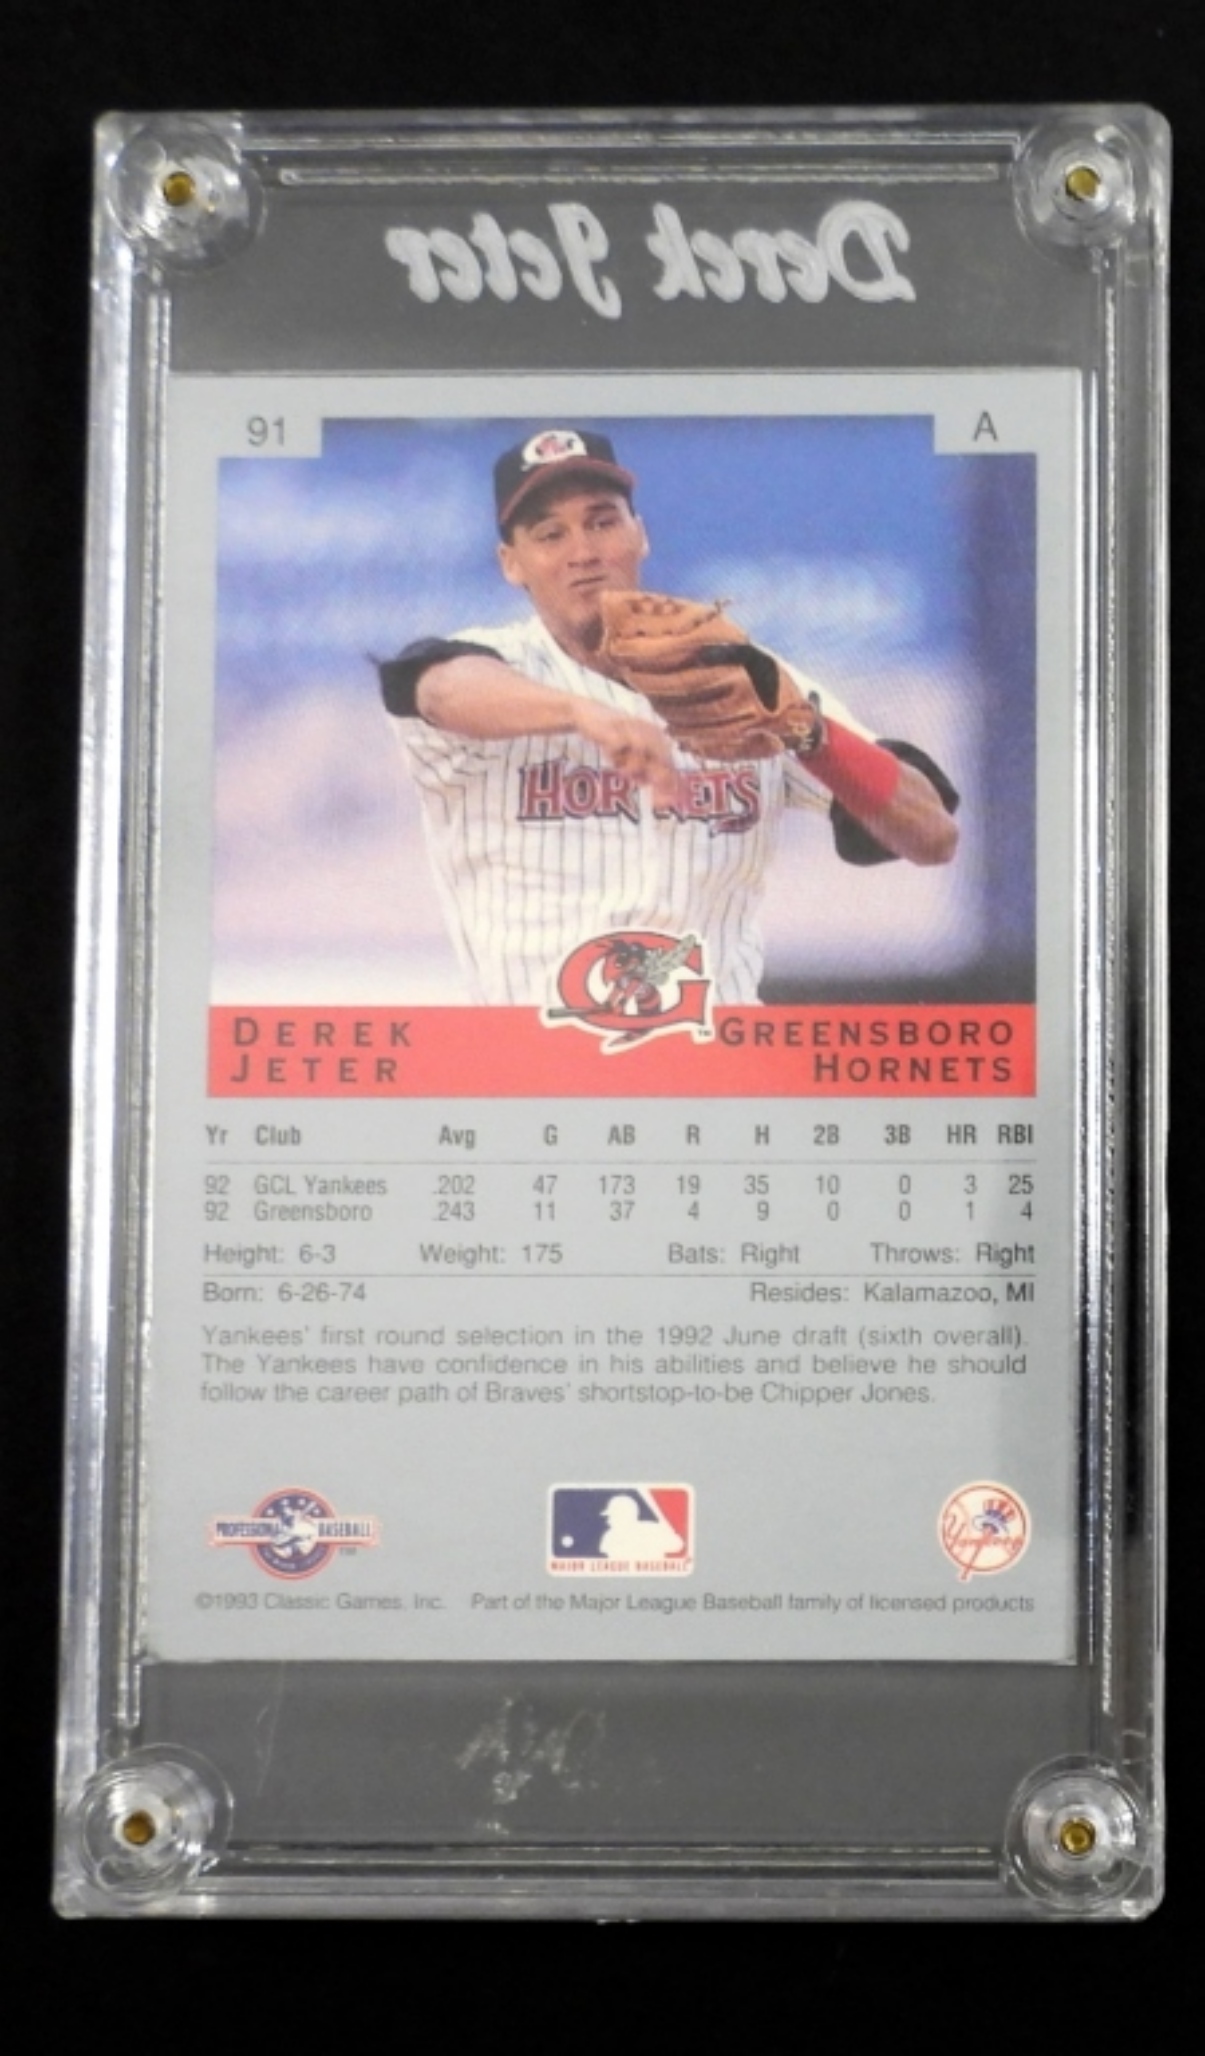 Derek Jeter
91 A
HORNETS
DEREK JETER
GREENSBORO HORNETS
Yr Club Avg G AB R H 2B 3B HR RBI
92 GCL Yankees .202 47 173 19 35 10 0 3 25
92 Greensboro .243 11 37 4 9 0 0 1 4
Height: 6-3 Weight: 175 Bats: Right Throws: Right
Born: 6-26-74 Resides: Kalamazoo, MI
Yankees' first round selection in the 1992 June draft (sixth overall).
The Yankees have confidence in his abilities and believe he should
follow the career path of Braves' shortstop-to-be Chipper Jones.
PROFESSIONAL BASEBALL
MAJOR LEAGUE BASEBALL
Yankees
©1993 Classic Games, Inc. Part of the Major League Baseball family of licensed products